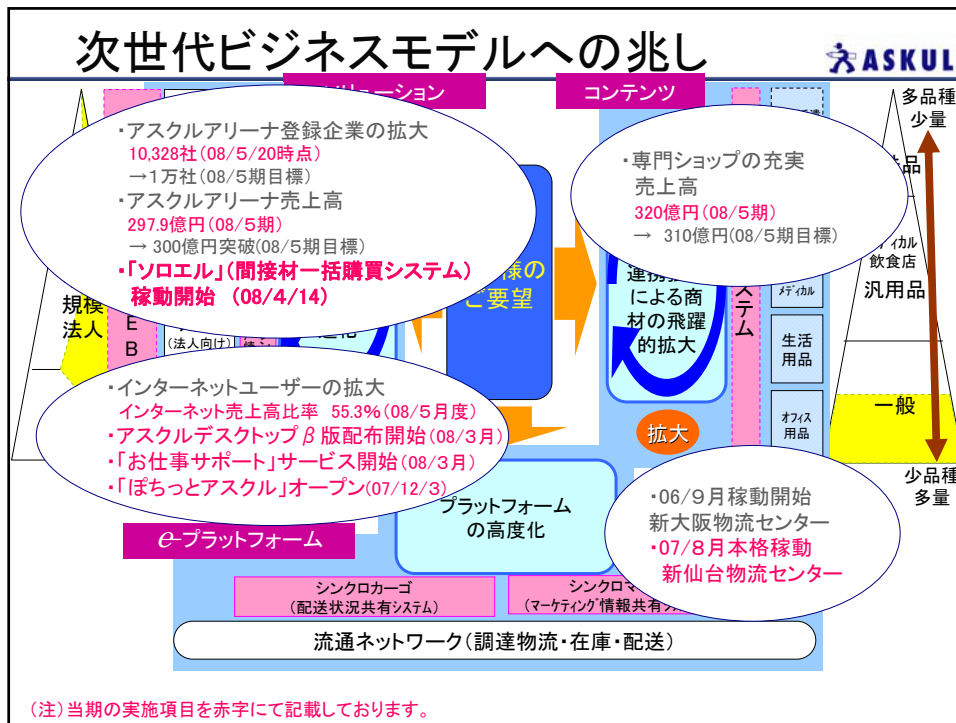 次世代ビジネスモデルへの兆し
ASKUL
コンテンツ
・アスクルアリーナ登録企業の拡大
10,328社(08/5/20時点)
→1万社(08/5期目標)
・アスクルアリーナ売上高
297.9億円(08/5期)
→ 300億円突破(08/5期目標)
・「ソロエル」(間接材一括購買システム)
稼動開始 (08/4/14)
・専門ショップの充実
売上高
320億円(08/5期)
→ 310億円(08/5期目標)
多品種
少量
飲食店
汎用品
メディカル
生活
用品
一般
オフィス
用品
少品種
多量
規模
法人
E
B
(法人向け)
ご要望
による商
材の飛躍
的拡大
ステム
拡大
・インターネットユーザーの拡大
インターネット売上高比率 55.3%(08/5月度)
・アスクルデスクトップβ版配布開始(08/3月)
・「お仕事サポート」サービス開始(08/3月)
・「ぽちっとアスクル」オープン(07/12/3)
e-プラットフォーム
プラットフォーム
の高度化
・06/9月稼動開始
新大阪物流センター
・07/8月本格稼動
新仙台物流センター
シンクロカーゴ
(配送状況共有システム)
シンクロマ
(マーケティング情報共有
流通ネットワーク(調達物流・在庫・配送)
(注)当期の実施項目を赤字にて記載しております。